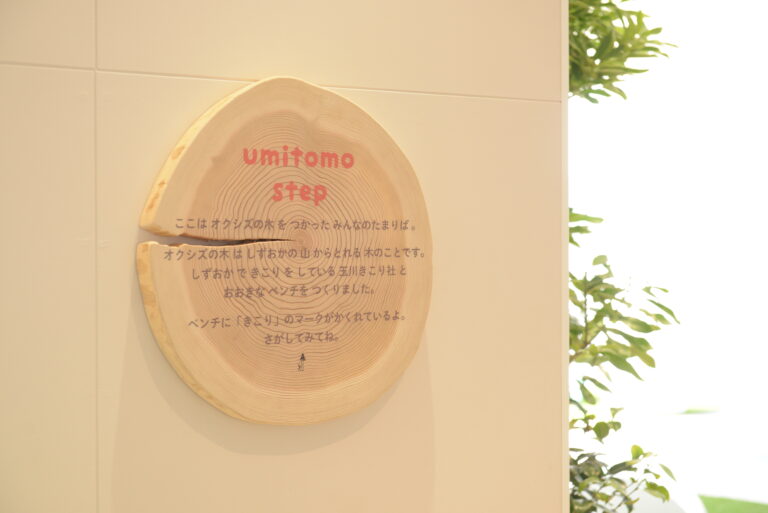 umitomo
step
ここは オクシズの木 を つかった みんなのたまりば。
オクシズの木 は しずおかの 山 からとれる 木のことです。
しずおか で きこり を している 玉川きこり社 と
おおきな ベンチを つくりました。
ベンチに「きこり」のマークがかくれているよ。
さがしてみてね。